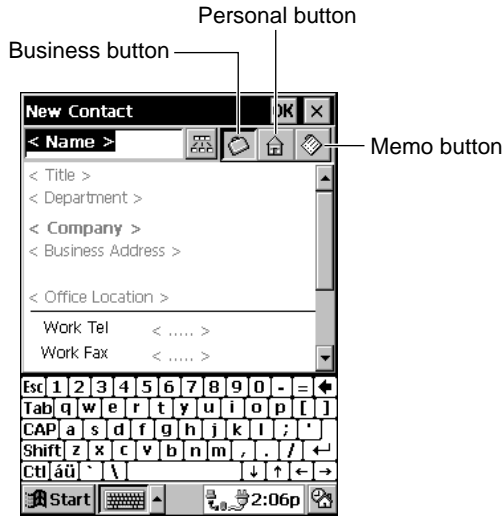 Personal button
Business button
New Contact OK ×
< Name >
Memo button
< Title >
< Department >
< Company >
< Business Address >
< Office Location >
Work Tel < ..... >
Work Fax < ..... >
Esc 1 2 3 4 5 6 7 8 9 0 - = ←
Tab q w e r t y u i o p [ ]
CAP a s d f g h j k l ; '
Shift z x c v b n m , . / ↵
Ctl áü ` \ ↓ ↑ ← →
Start 2:06p